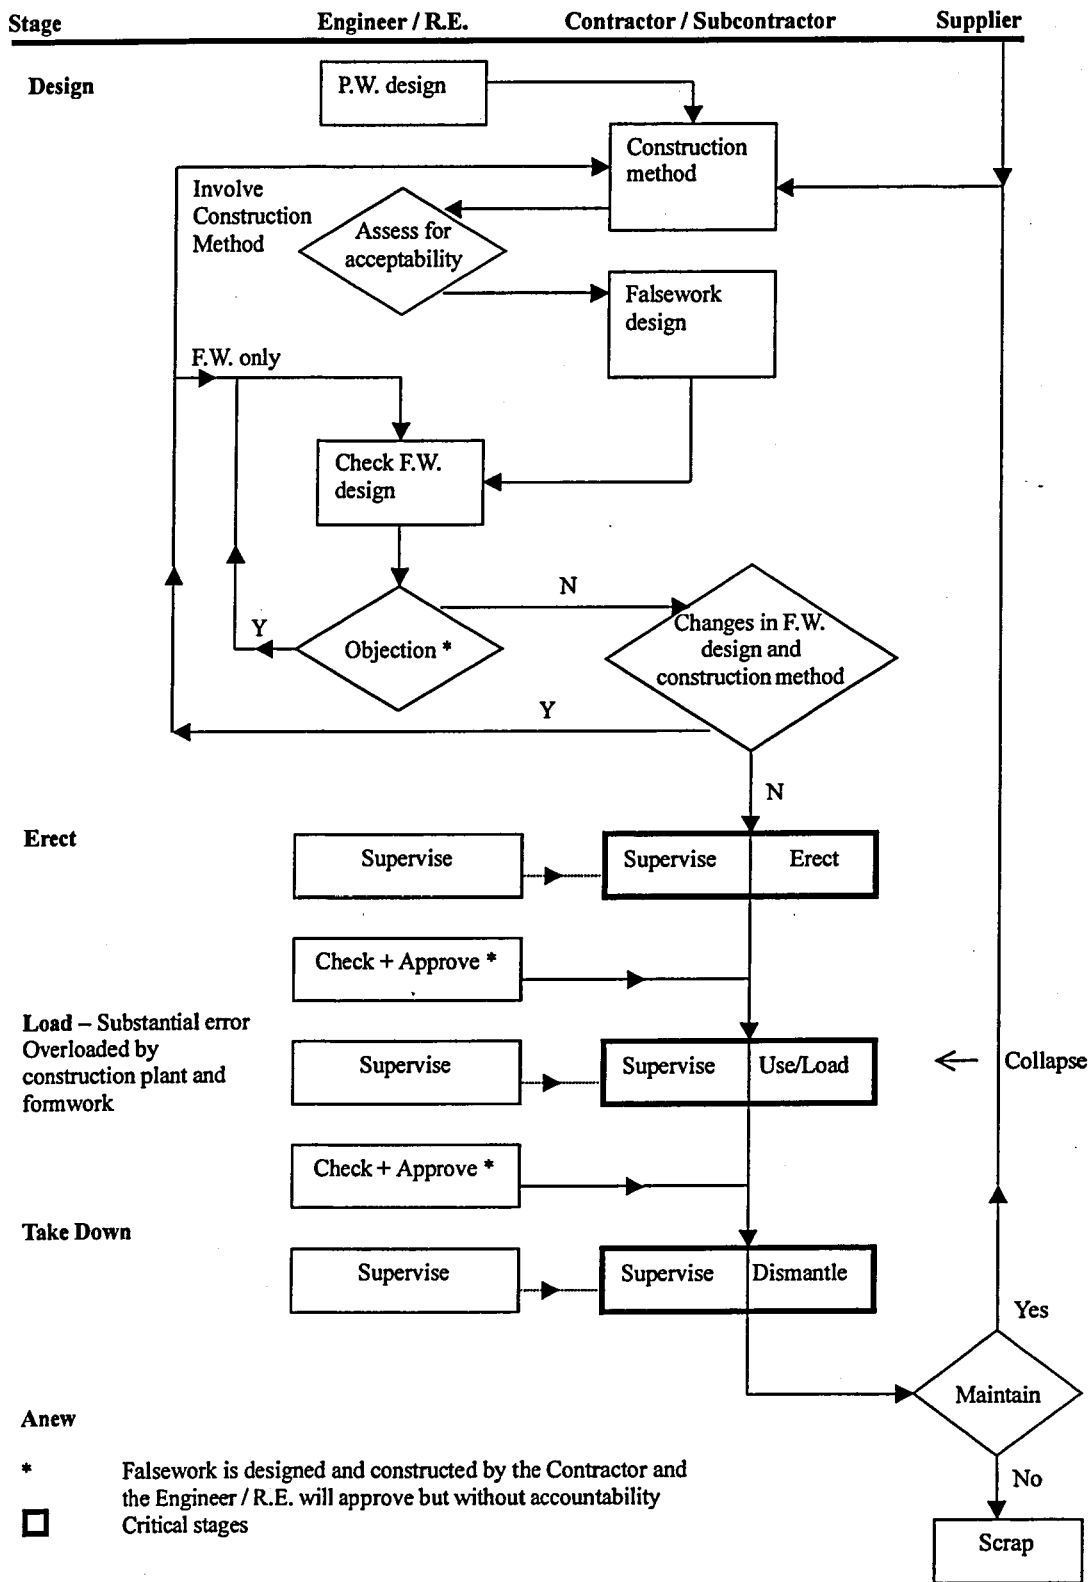 Stage Engineer / R.E. Contractor / Subcontractor Supplier
Design
P.W. design
Construction
method
Involve
Construction
Method
Assess for
acceptability
Falsework
design
F.W. only
Check F.W.
design
N
Y
Objection *
Changes in F.W.
design and
construction method
Y
N
Erect
Supervise
Supervise
Erect
Check + Approve *
Load – Substantial error
Overloaded by
construction plant and
formwork
Supervise
Supervise
Use/Load
Collapse
Check + Approve *
Take Down
Supervise
Supervise
Dismantle
Yes
Maintain
Anew
* Falsework is designed and constructed by the Contractor and
the Engineer / R.E. will approve but without accountability
Critical stages
No
Scrap